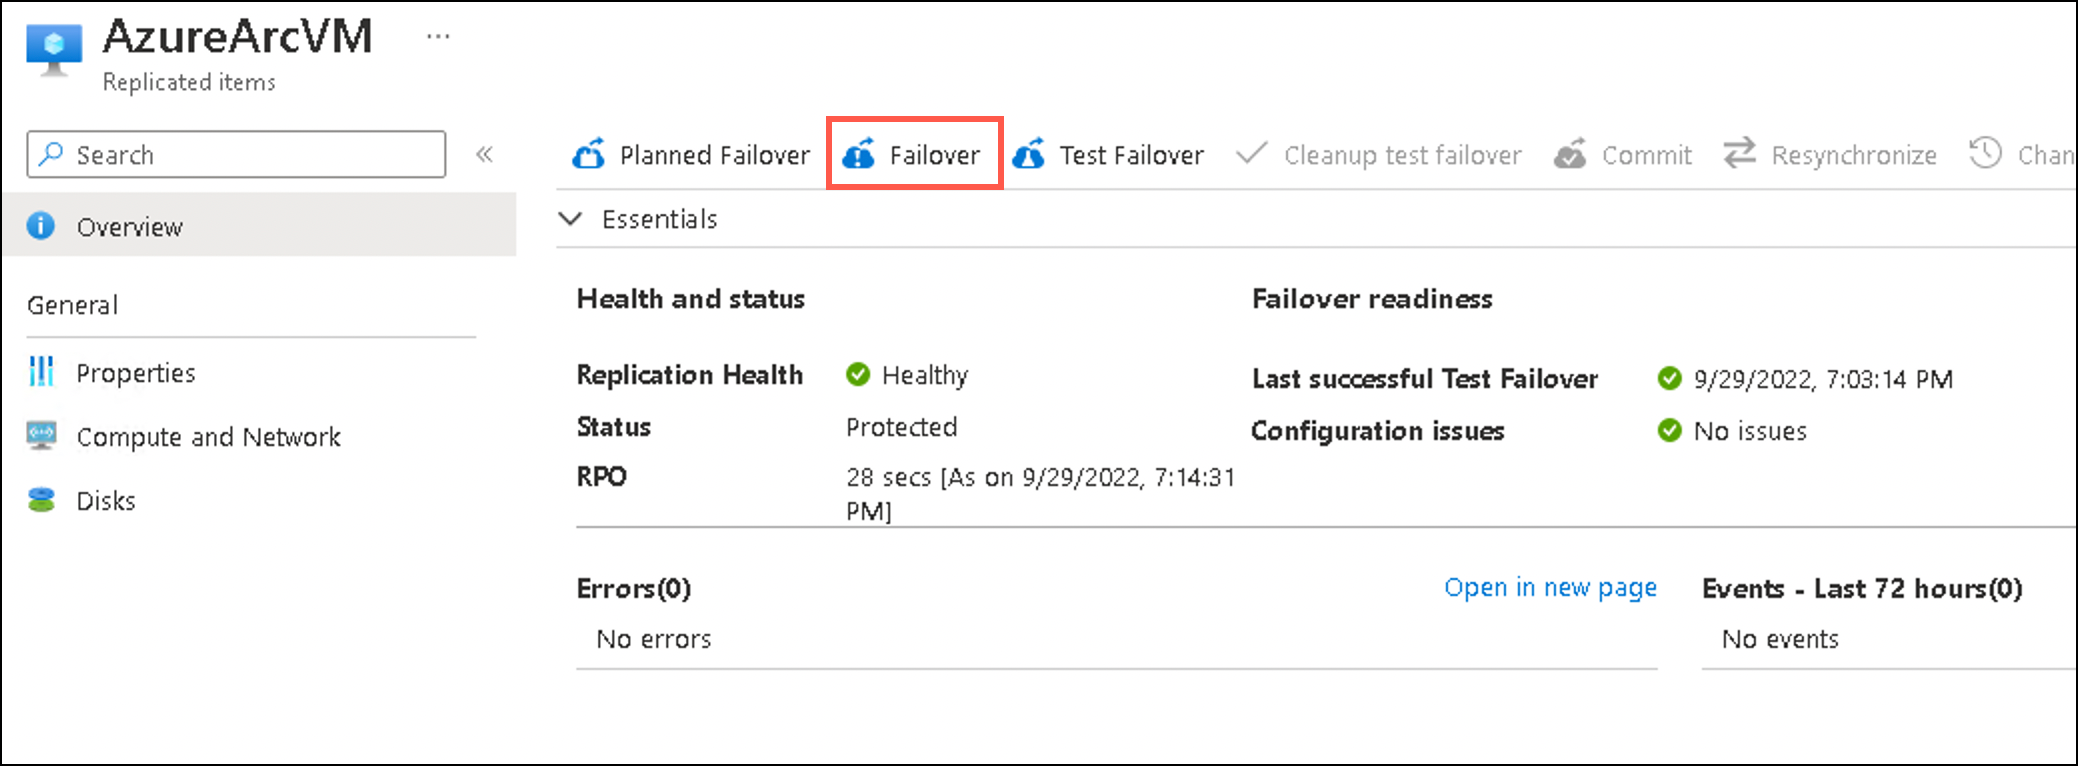 AzureArcVM ...
Replicated items
Search «
Overview
General
Properties
Compute and Network
Disks
Planned Failover Failover Test Failover Cleanup test failover Commit Resynchronize Chan
Essentials
Health and status
Replication Health Healthy
Status Protected
RPO 28 secs [As on 9/29/2022, 7:14:31
PM]
Failover readiness
Last successful Test Failover 9/29/2022, 7:03:14 PM
Configuration issues No issues
Errors(0) Open in new page
No errors
Events - Last 72 hours(0)
No events